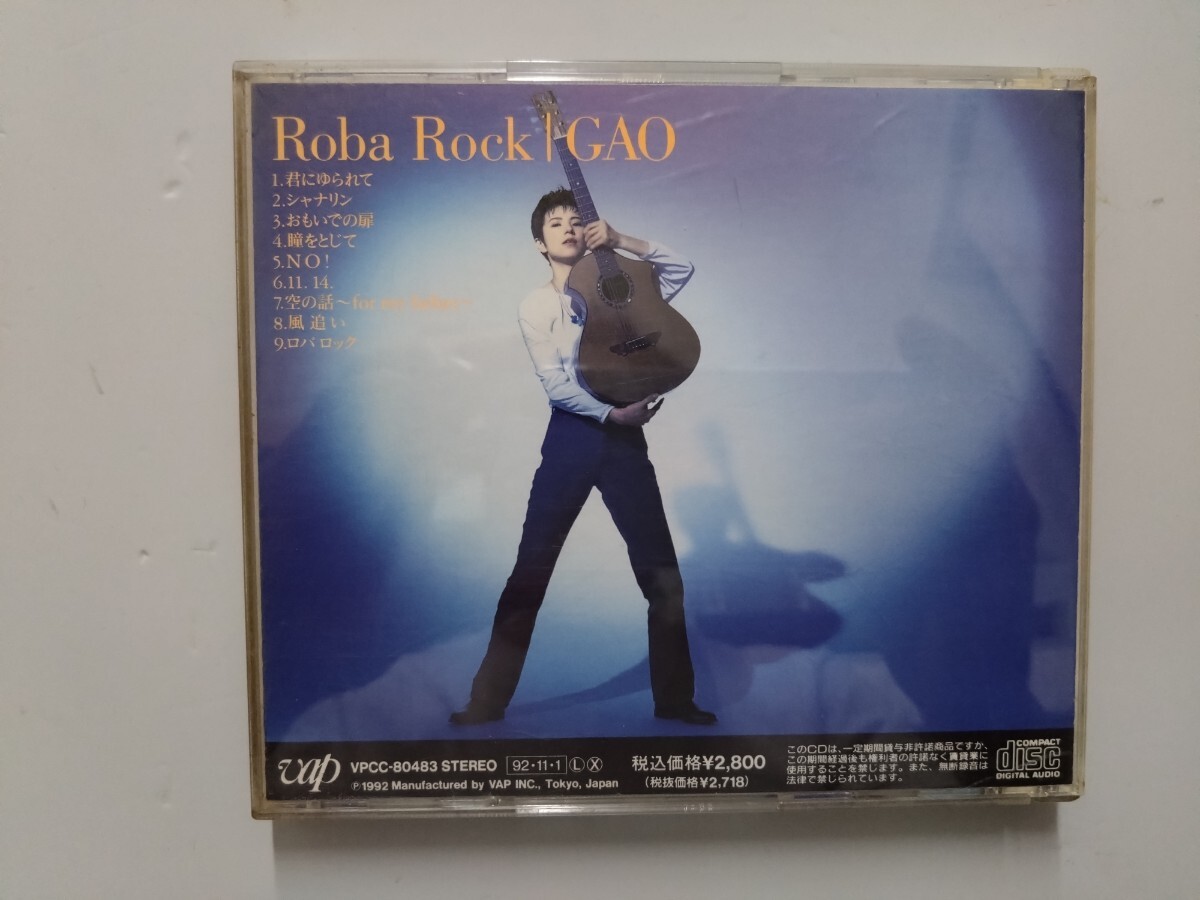 Roba Rock | GAO
1.君にゆられて
2.シャナリン
3.おもいでの扉
4.瞳をとじて
5.NO!
6.11.14.
7.空の話〜for
8.風追い
9.ロバロック
vap
VPCC-80483 STEREO 92・11・1 Ⓛ Ⓧ
Ⓟ1992 Manufactured by VAP INC., Tokyo, Japan
税込価格¥2,800
(税抜価格¥2,718)
このCDは、一定期間貸与非許諾商品ですか、
この期間経過後も権利者の許諾なく賃貸業に
使用することを禁じます。また、無断録音は
法律で禁じられています。
COMPACT
disc
DIGITAL AUDIO